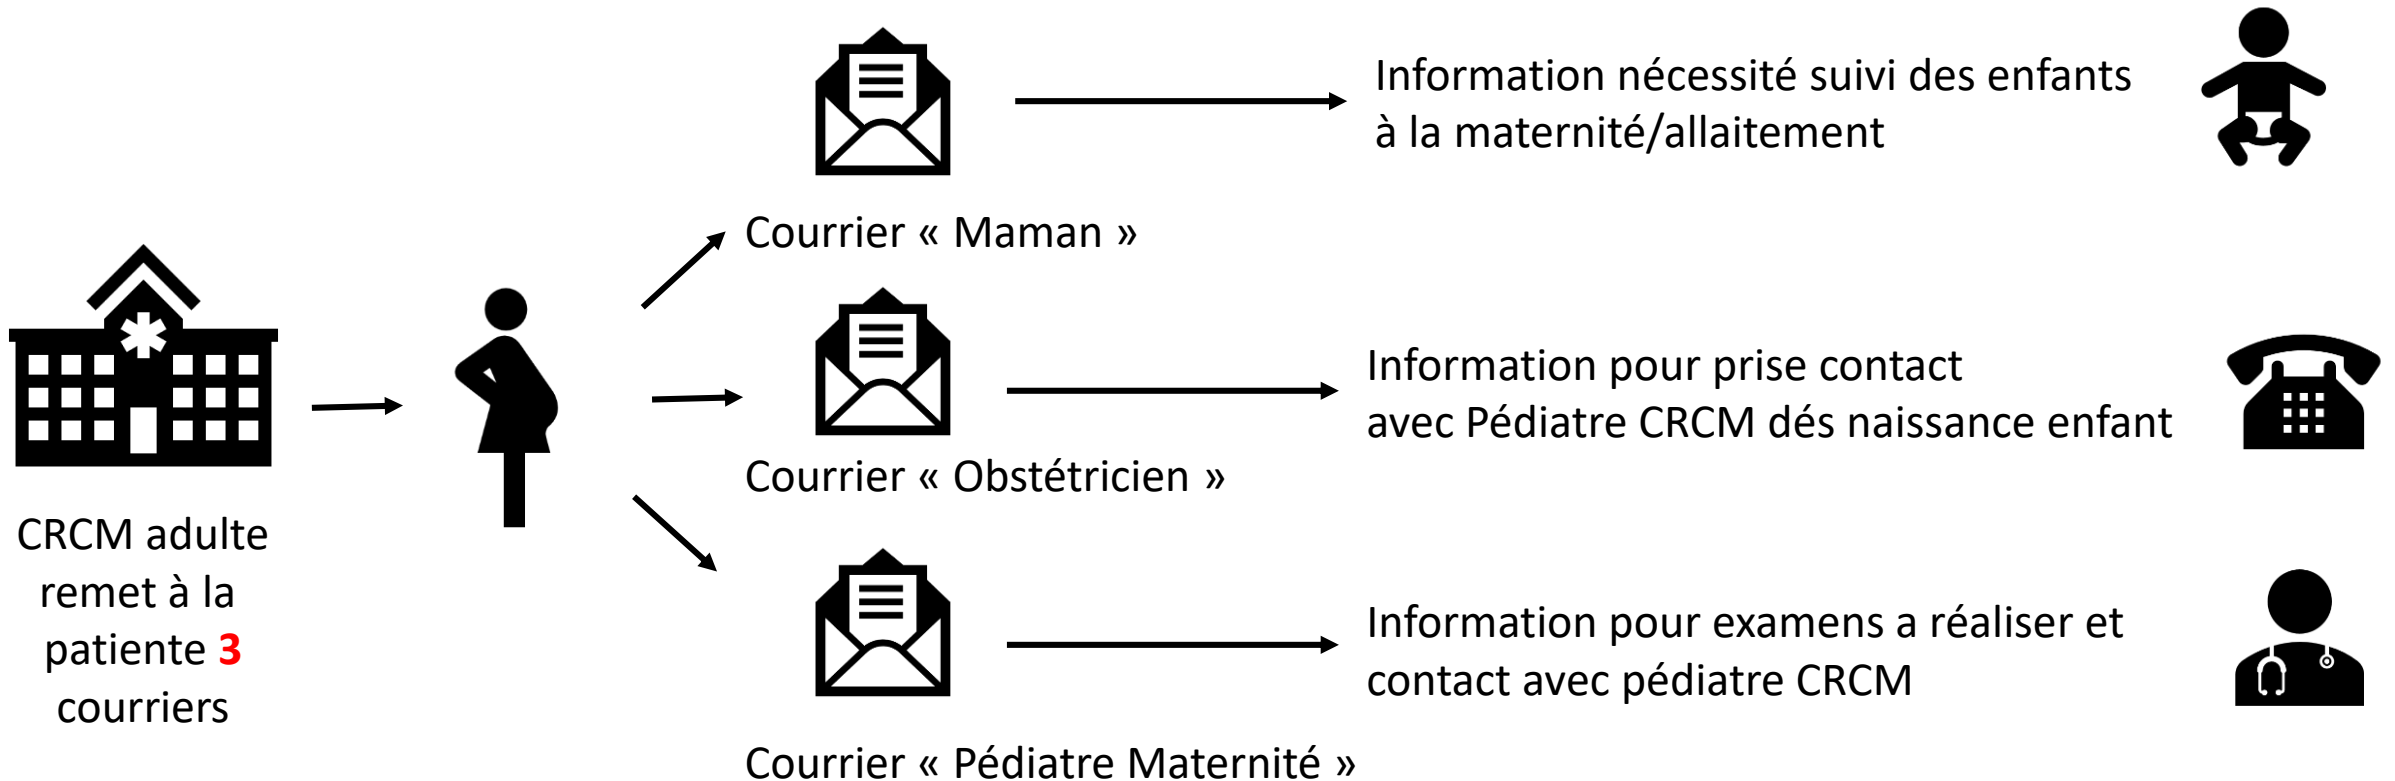 CRCM adulte
remet à la
patiente 3
courriers
Courrier « Maman »
Information nécessité suivi des enfants
à la maternité/allaitement
Courrier « Obstétricien »
Information pour prise contact
avec Pédiatre CRCM dés naissance enfant
Courrier « Pédiatre Maternité »
Information pour examens a réaliser et
contact avec pédiatre CRCM